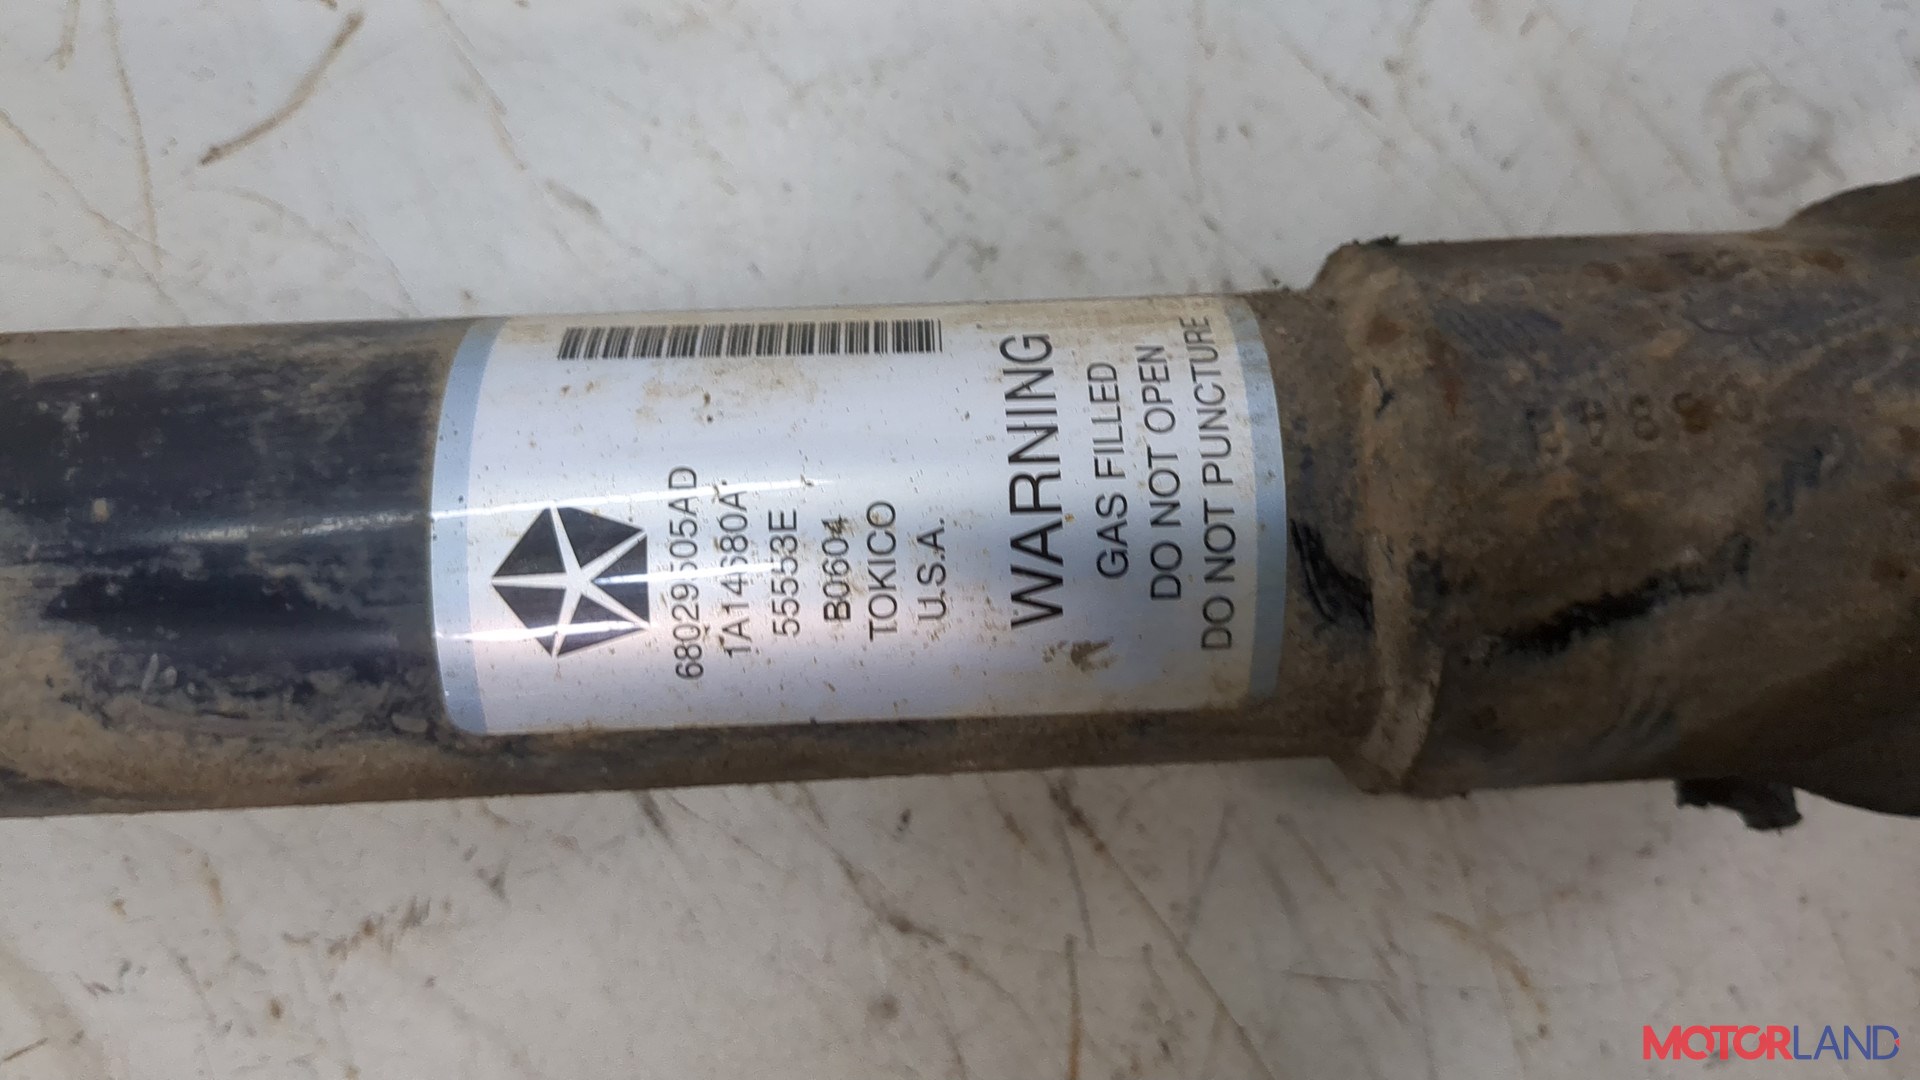 68029505AD
1A14680A
55553E
B0604
TOKICO
U.S.A.
WARNING
GAS FILLED
DO NOT OPEN
DO NOT PUNCTURE
MOTORLAND